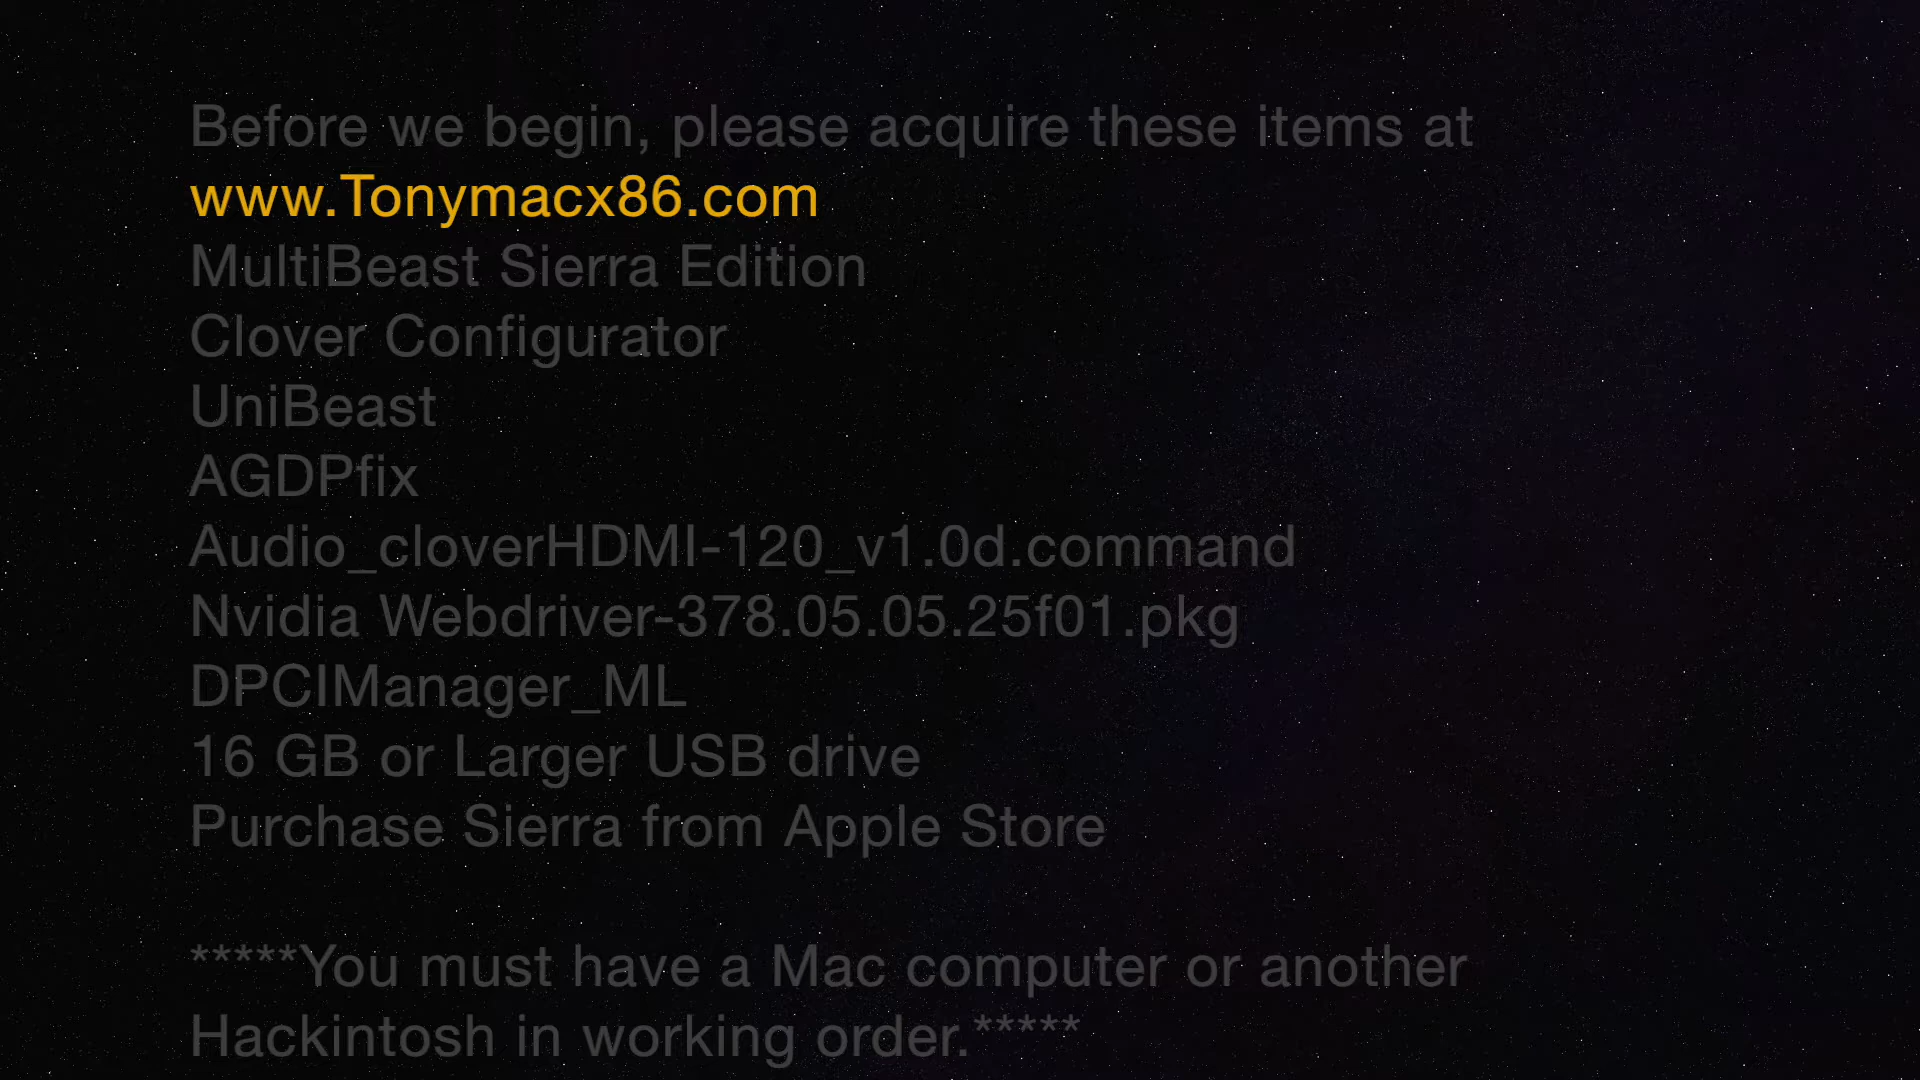 Before we begin, please acquire these items at
www.Tonymacx86.com
MultiBeast Sierra Edition
Clover Configurator
UniBeast
AGDPfix
Audio_cloverHDMI-120_v1.0d.command
Nvidia Webdriver-378.05.05.25f01.pkg
DPCIManager_ML
16 GB or Larger USB drive
Purchase Sierra from Apple Store
*****You must have a Mac computer or another
Hackintosh in working order.*****